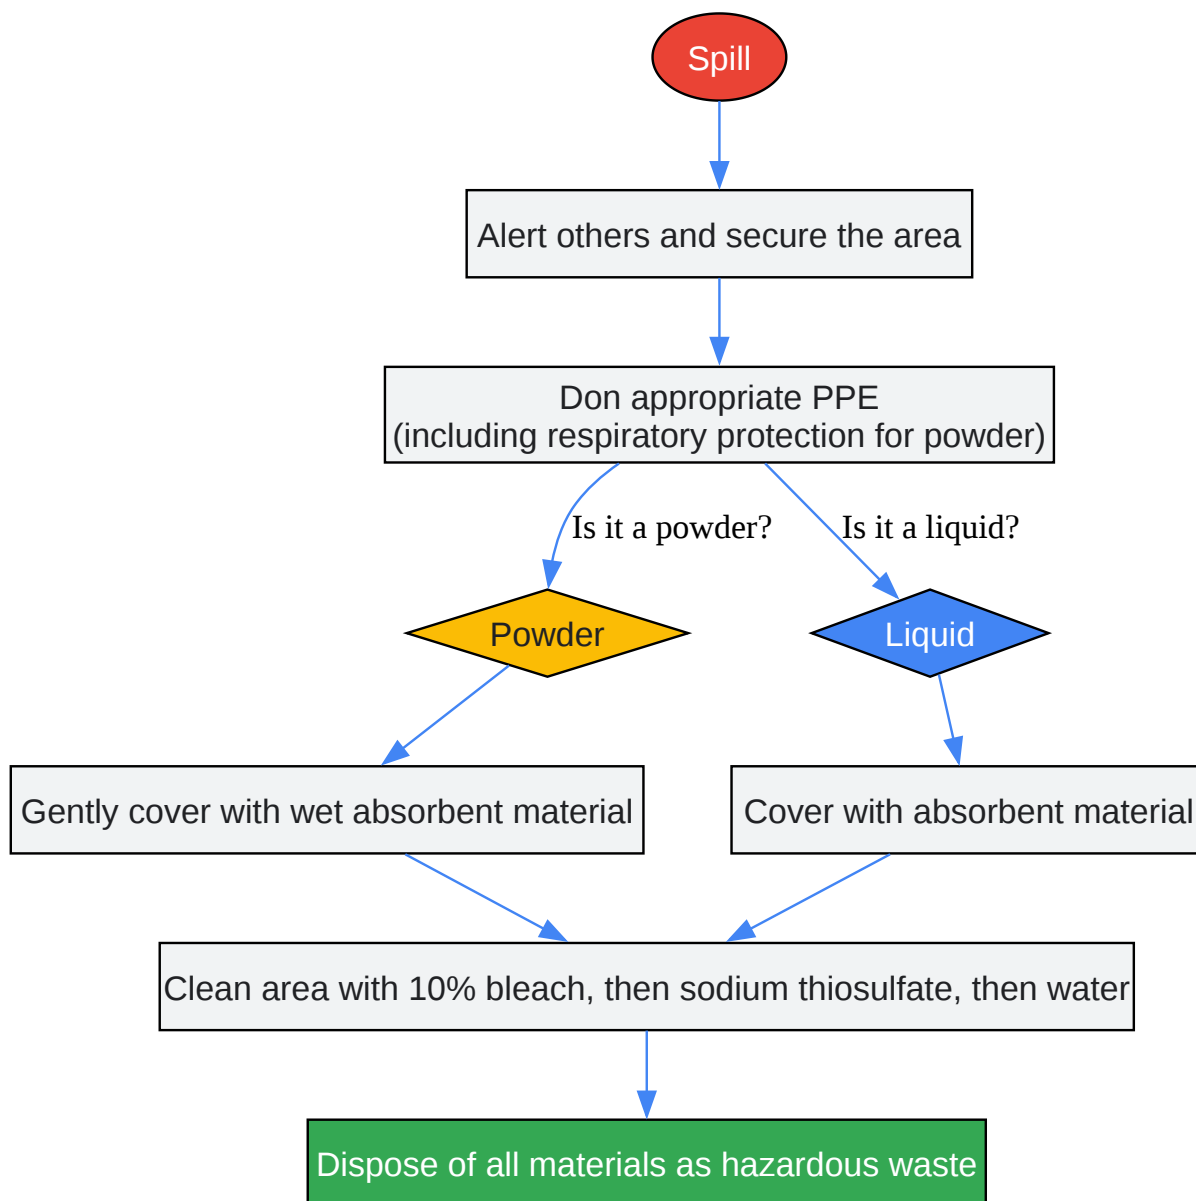 Spill
Alert others and secure the area
Don appropriate PPE
(including respiratory protection for powder)
Is it a powder?
Is it a liquid?
Powder
Liquid
Gently cover with wet absorbent material
Cover with absorbent material
Clean area with 10% bleach, then sodium thiosulfate, then water
Dispose of all materials as hazardous waste